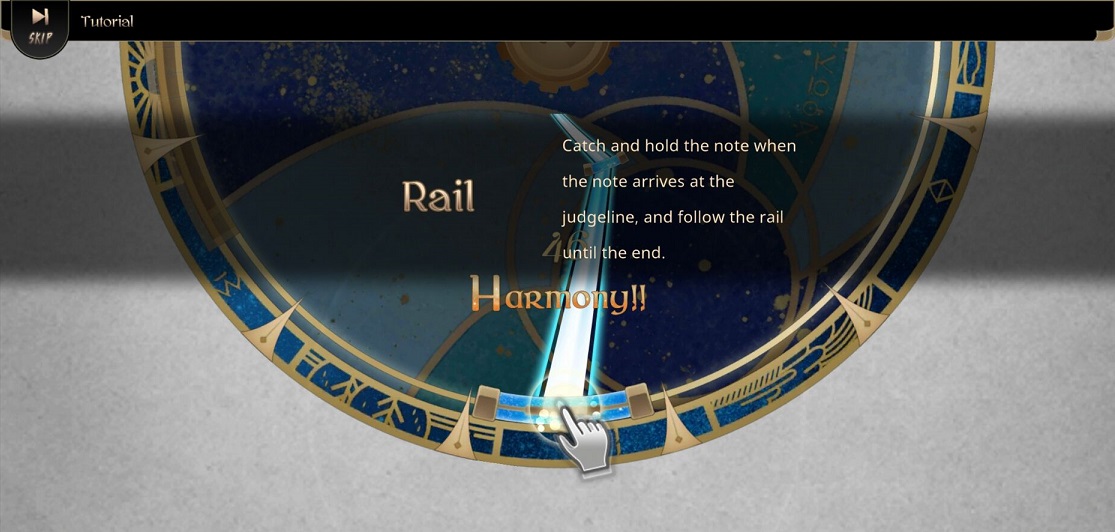 SKIP
Tutorial
Rail
Catch and hold the note when
the note arrives at the
judgeline, and follow the rail
until the end.
Harmony!!